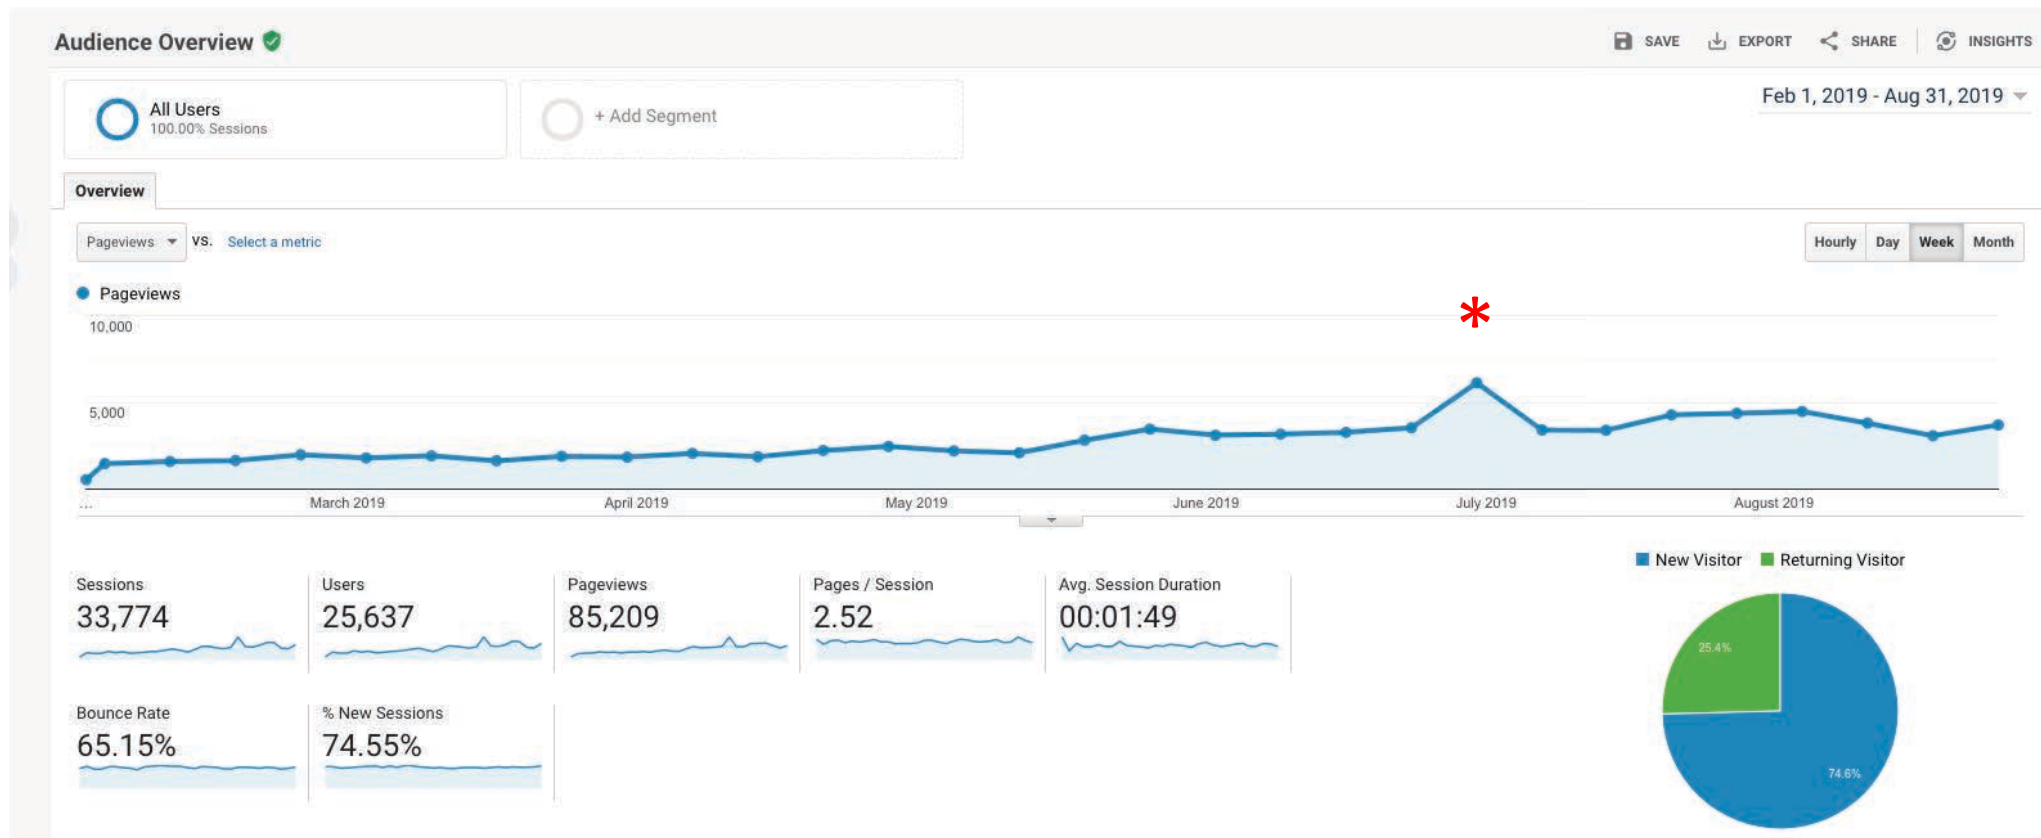 Audience Overview
SAVE EXPORT SHARE INSIGHTS
All Users
100.00% Sessions
+ Add Segment
Feb 1, 2019 - Aug 31, 2019
Overview
Pageviews VS. Select a metric
Hourly Day Week Month
Pageviews
*
10,000
5,000
... March 2019 April 2019 May 2019 June 2019 July 2019 August 2019
New Visitor Returning Visitor
Sessions
33,774
Users
25,637
Pageviews
85,209
Pages / Session
2.52
Avg. Session Duration
00:01:49
Bounce Rate
65.15%
% New Sessions
74.55%
25.4%
74.6%